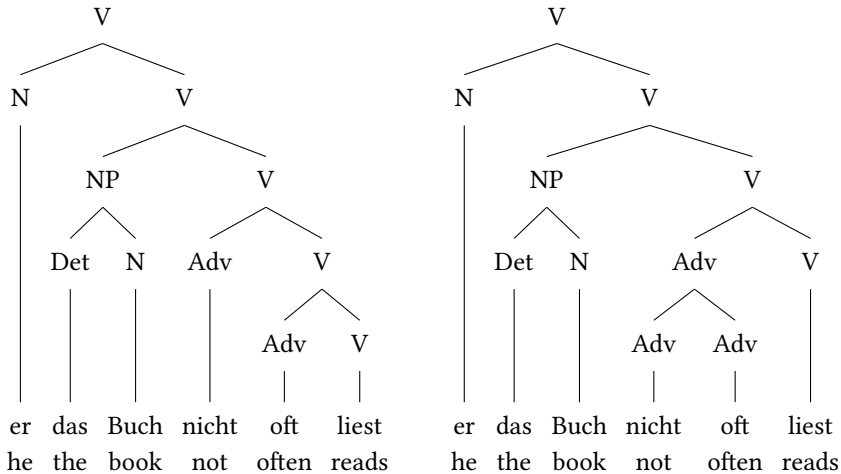 V V
N V N V
NP V NP V
Det N Adv V Det N Adv V
Adv V Adv Adv
er das Buch nicht oft liest er das Buch nicht oft liest
he the book not often reads he the book not often reads